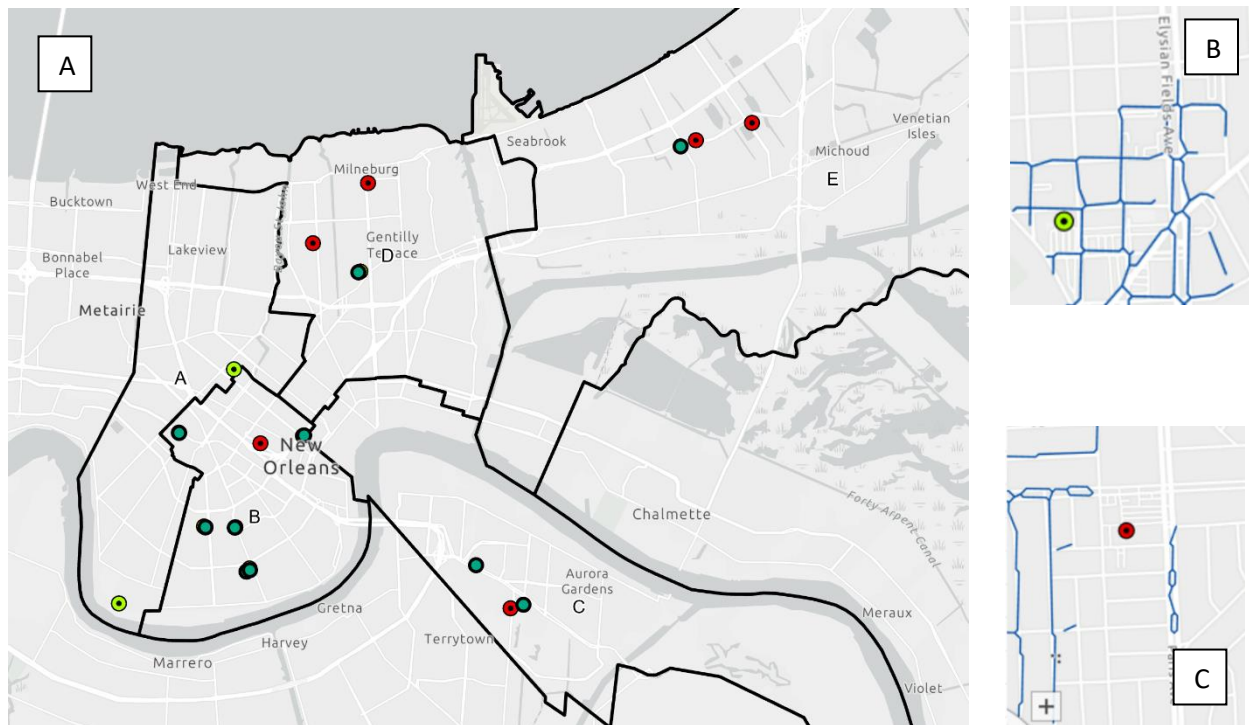 A
Seabrook
Venetian
Isles
Michoud
E
Milneburg
West End
Bucktown
Lakeview
Gentilly
Terrace
D
Bonnabel
Place
Metairie
A
New
Orleans
B
Chalmette
Forty Arpent Canal
Aurora
Gardens
C
Gretna
Harvey
Terrytown
Meraux
Marrero
Violet
Elysian Fields Ave
B
C
+